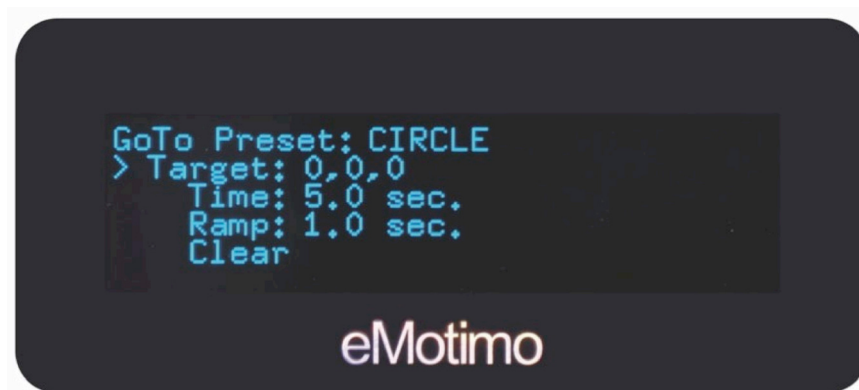 GoTo Preset: CIRCLE
> Target: 0,0,0
Time: 5.0 sec.
Ramp: 1.0 sec.
Clear
eMotimo